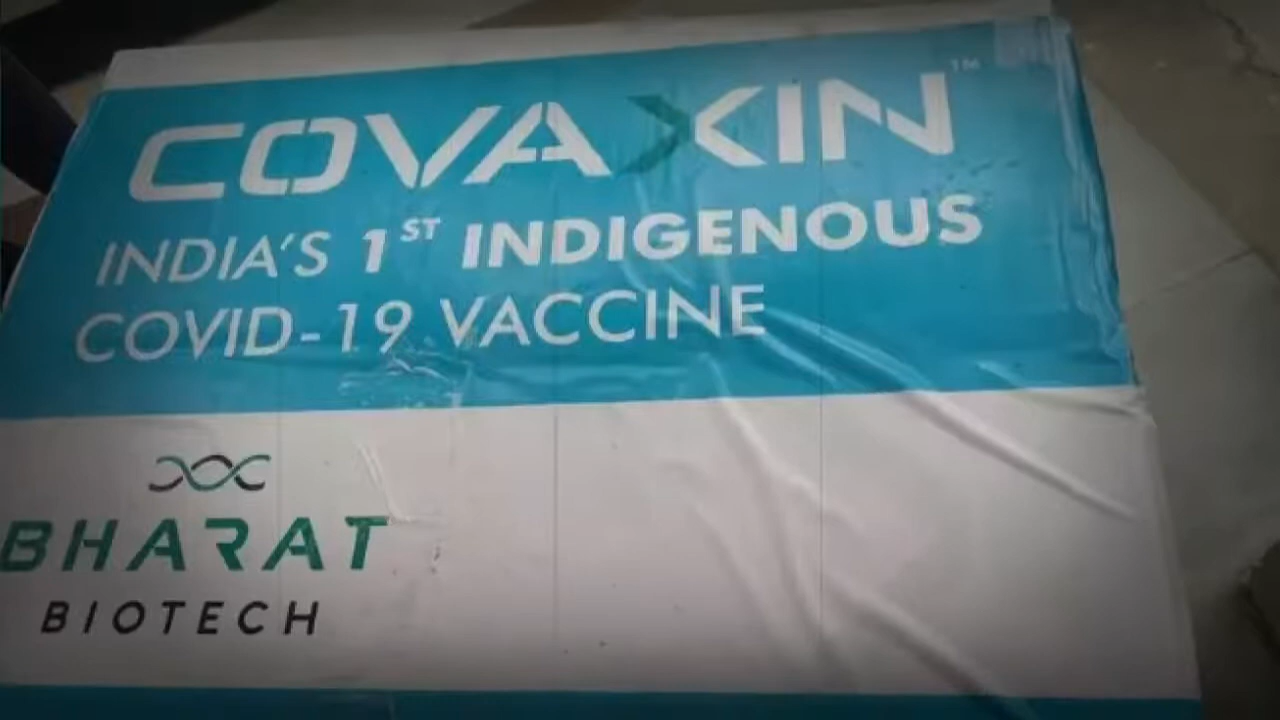 COVAXIN™
INDIA'S 1ST INDIGENOUS
COVID-19 VACCINE
BHARAT
BIOTECH